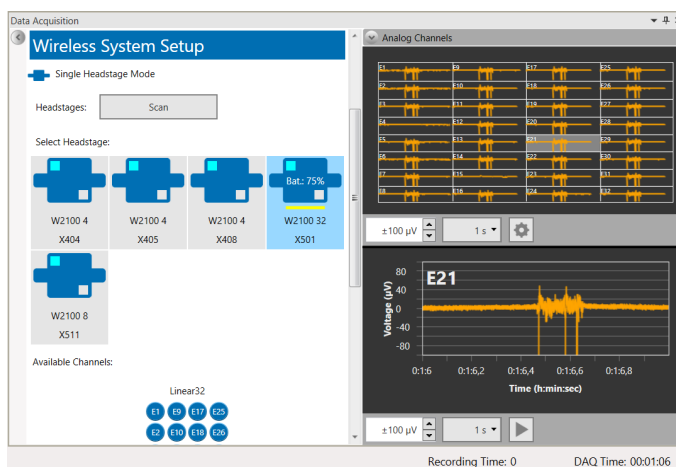 Data Acquisition
Wireless System Setup
Single Headstage Mode
Headstages:
Scan
Select Headstage:
Bat.: 75%
W2100 4
W2100 4
W2100 4
W2100 32
X404
X405
X408
X501
W2100 8
X511
Available Channels:
Linear32
E1 E9 E17 E25
E2 E10 E18 E26
Analog Channels
E1 E9 E17 E25
E2 E10 E18 E26
E3 E11 E19 E27
E4 E12 E20 E28
E5 E13 E21 E29
E6 E14 E22 E30
E7 E15 E23 E31
E8 E16 E24 E32
±100 µV
1 s
E21
Voltage (µV)
80
40
0
-40
-80
0:1:6
0:1:6,2
0:1:6,4
0:1:6,6
0:1:6,8
Time (h:min:sec)
±100 µV
1 s
Recording Time: 0
DAQ Time: 00:01:06